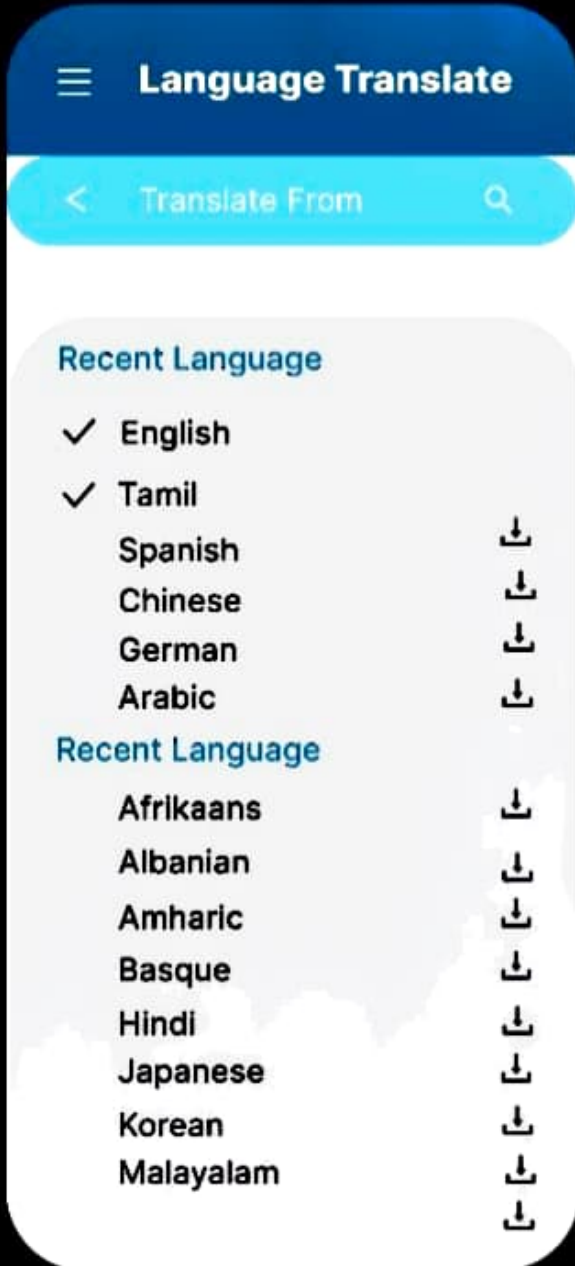 Language Translate
Translate From
Recent Language
English
Tamil
Spanish
Chinese
German
Arabic
Recent Language
Afrikaans
Albanian
Amharic
Basque
Hindi
Japanese
Korean
Malayalam